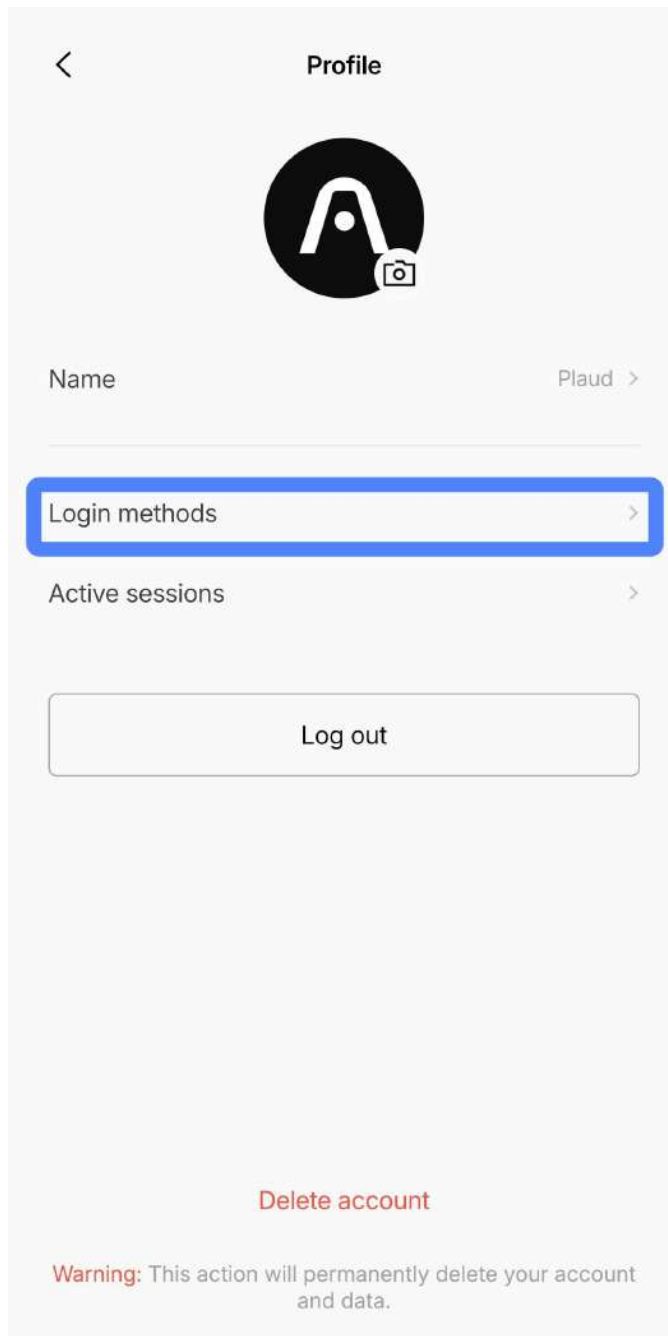 Profile
Name
Plaud
Login methods
Active sessions
Log out
Delete account
Warning: This action will permanently delete your account
and data.